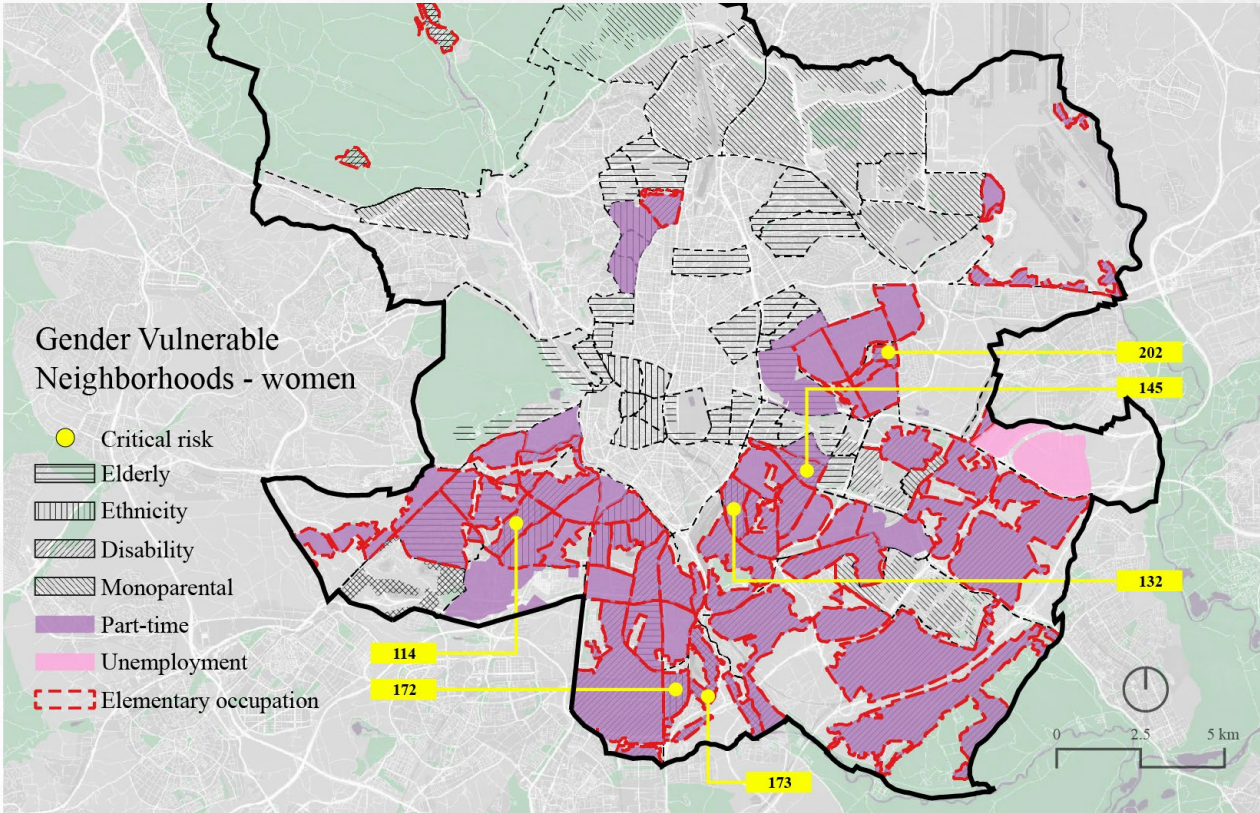 Gender Vulnerable
Neighborhoods - women
Critical risk
Elderly
Ethnicity
Disability
Monoparental
Part-time
Unemployment
Elementary occupation
202
145
132
114
172
173
0 2.5 5 km